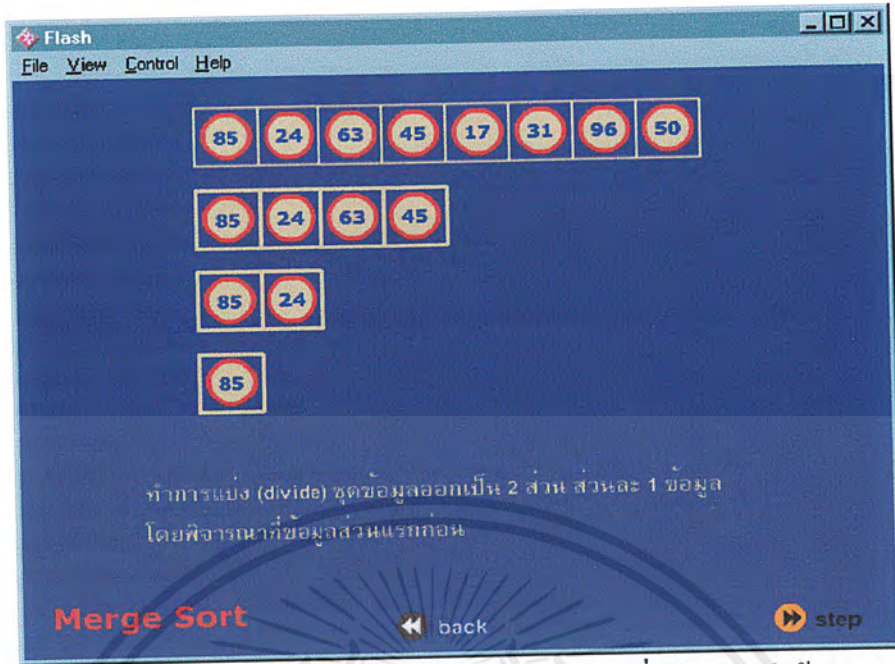 Flash
File View Control Help
85 24 63 45 17 31 96 50
85 24 63 45
85 24
85
ทำการแบ่ง (divide) ชุดข้อมูลออกเป็น 2 ส่วน ส่วนละ 1 ข้อมูล
โดยพิจารณาที่ข้อมูลส่วนแรกก่อน
Merge Sort back step